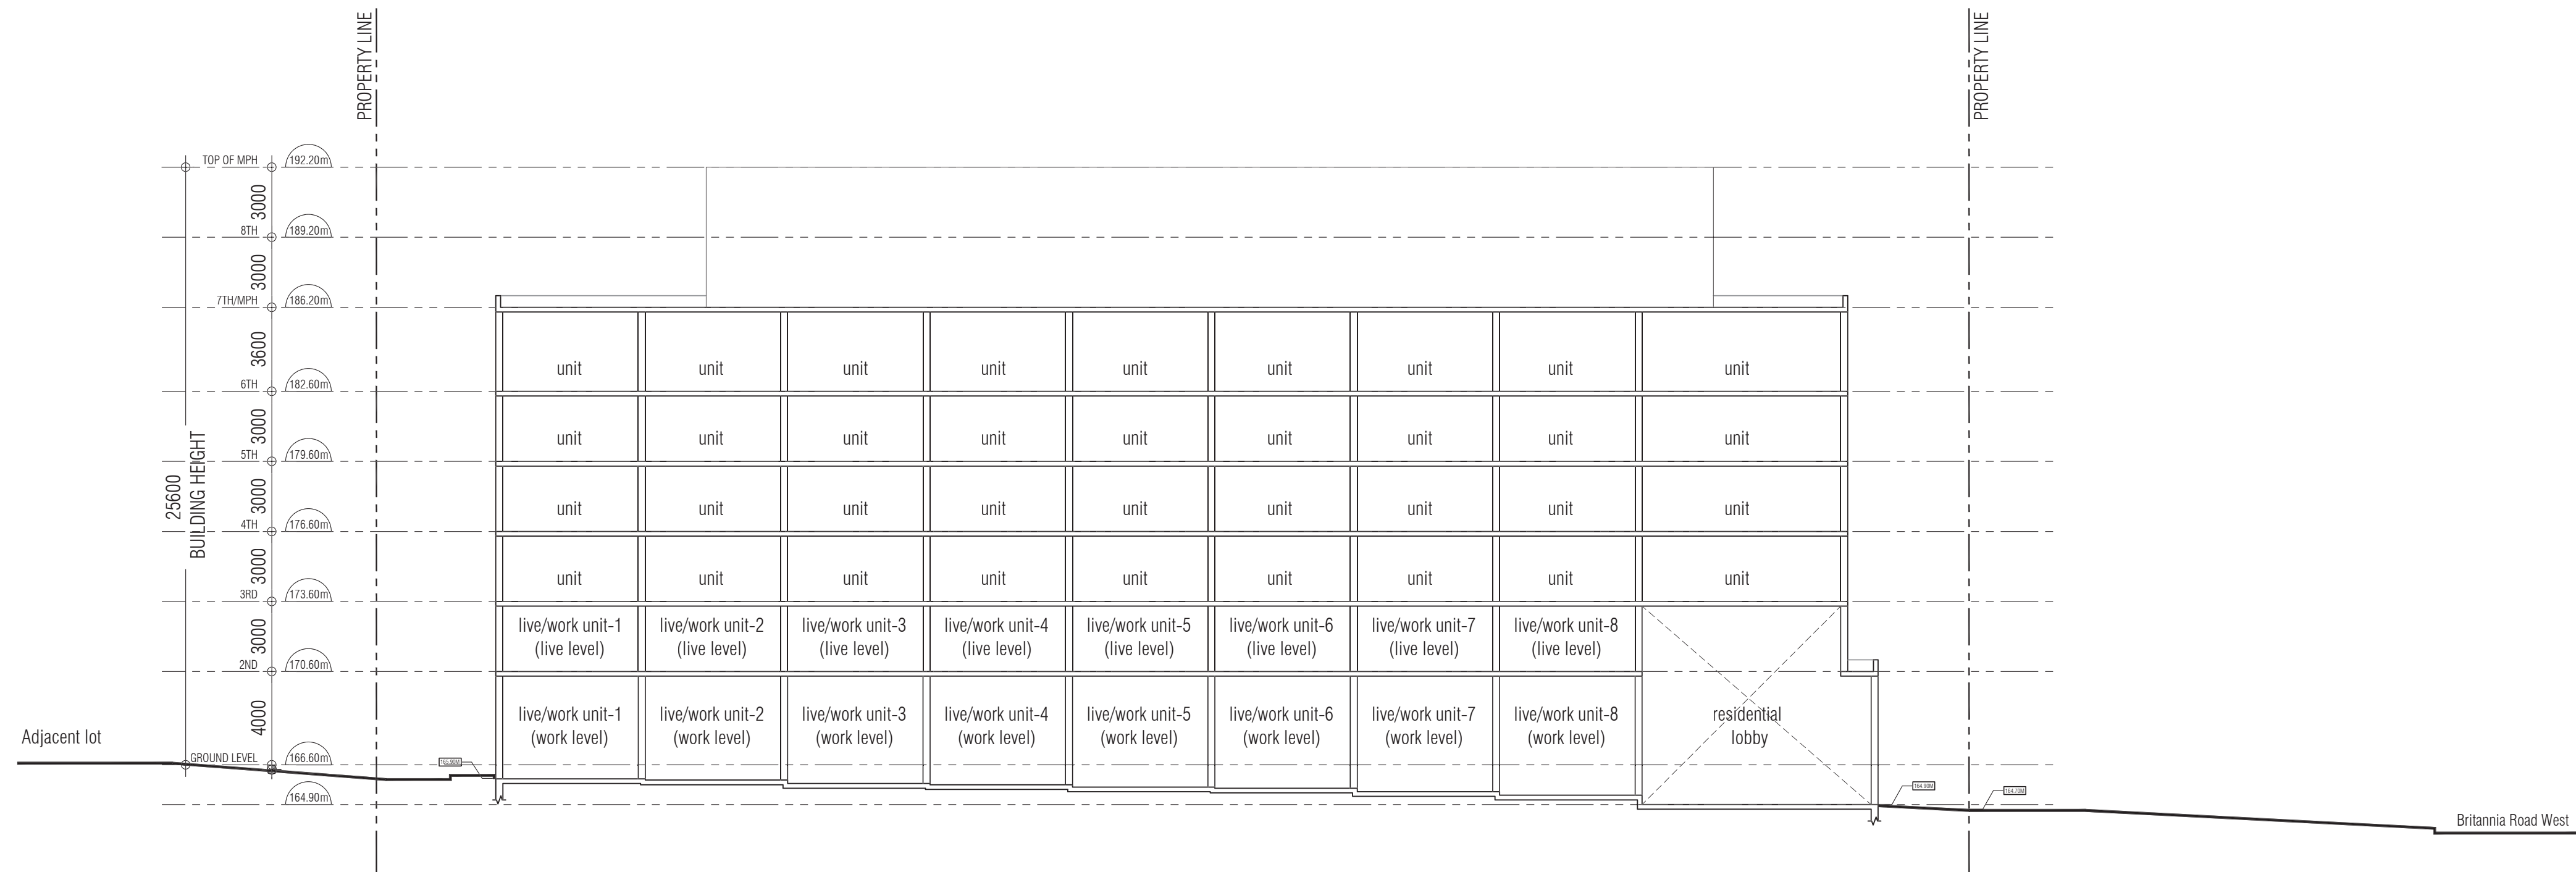 PROPERTY LINE
PROPERTY LINE
TOP OF MPH 192.20m
3000
8TH 189.20m
3000
7TH/MPH 186.20m
3600
unit unit unit unit unit unit unit unit unit
6TH 182.60m
3000
unit unit unit unit unit unit unit unit unit
5TH 179.60m
25600
BUILDING HEIGHT
3000
unit unit unit unit unit unit unit unit unit
4TH 176.60m
3000
unit unit unit unit unit unit unit unit unit
3RD 173.60m
3000
live/work unit-1 live/work unit-2 live/work unit-3 live/work unit-4 live/work unit-5 live/work unit-6 live/work unit-7 live/work unit-8
(live level) (live level) (live level) (live level) (live level) (live level) (live level) (live level)
2ND 170.60m
4000
live/work unit-1 live/work unit-2 live/work unit-3 live/work unit-4 live/work unit-5 live/work unit-6 live/work unit-7 live/work unit-8 residential
(work level) (work level) (work level) (work level) (work level) (work level) (work level) (work level) lobby
Adjacent lot
GROUND LEVEL 166.60m
165.90M
164.90m
164.90M
164.70M
Britannia Road West